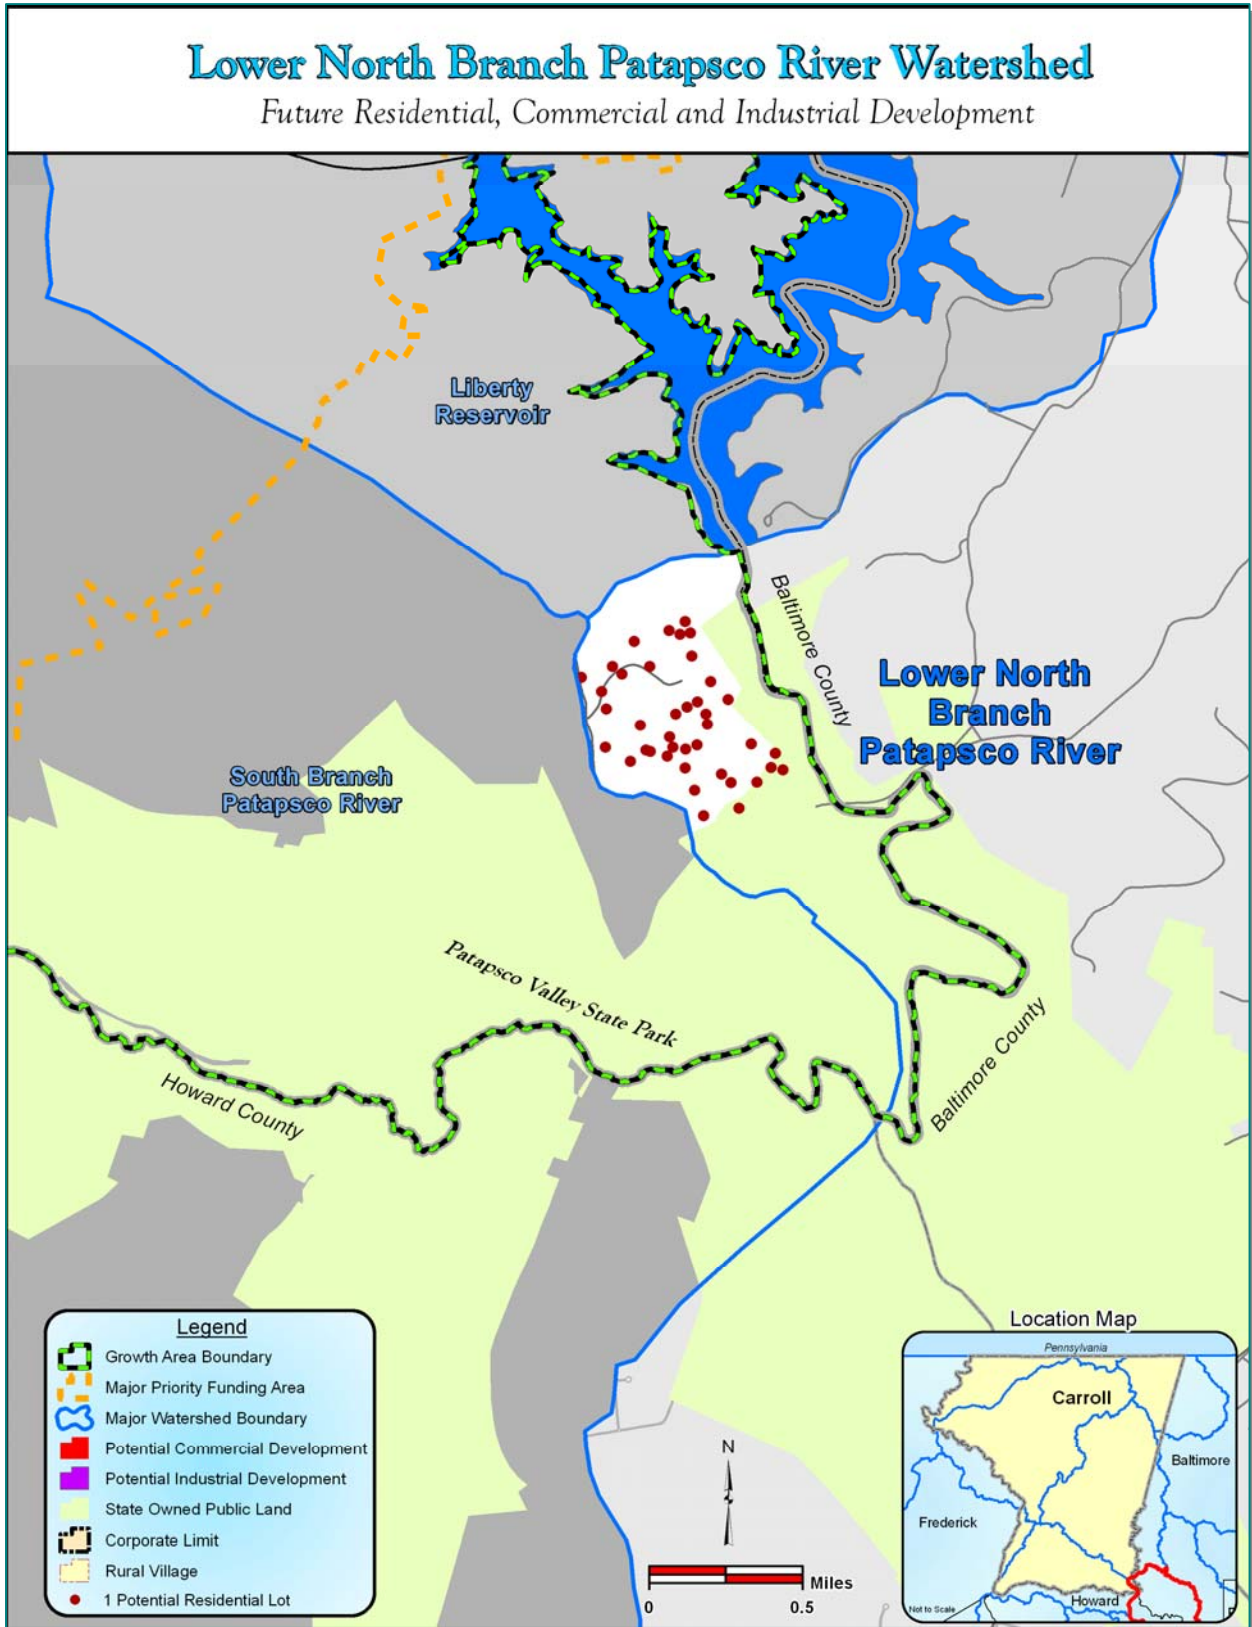 Lower North Branch Patapsco River Watershed
Future Residential, Commercial and Industrial Development
Liberty
Reservoir
Baltimore County
Lower North
Branch
Patapsco River
South Branch
Patapsco River
Patapsco Valley State Park
Howard County
Baltimore County
Legend
Growth Area Boundary
Major Priority Funding Area
Major Watershed Boundary
Potential Commercial Development
Potential Industrial Development
State Owned Public Land
Corporate Limit
Rural Village
1 Potential Residential Lot
N
Miles
0 0.5
Location Map
Pennsylvania
Carroll
Baltimore
Frederick
Howard
Not to Scale